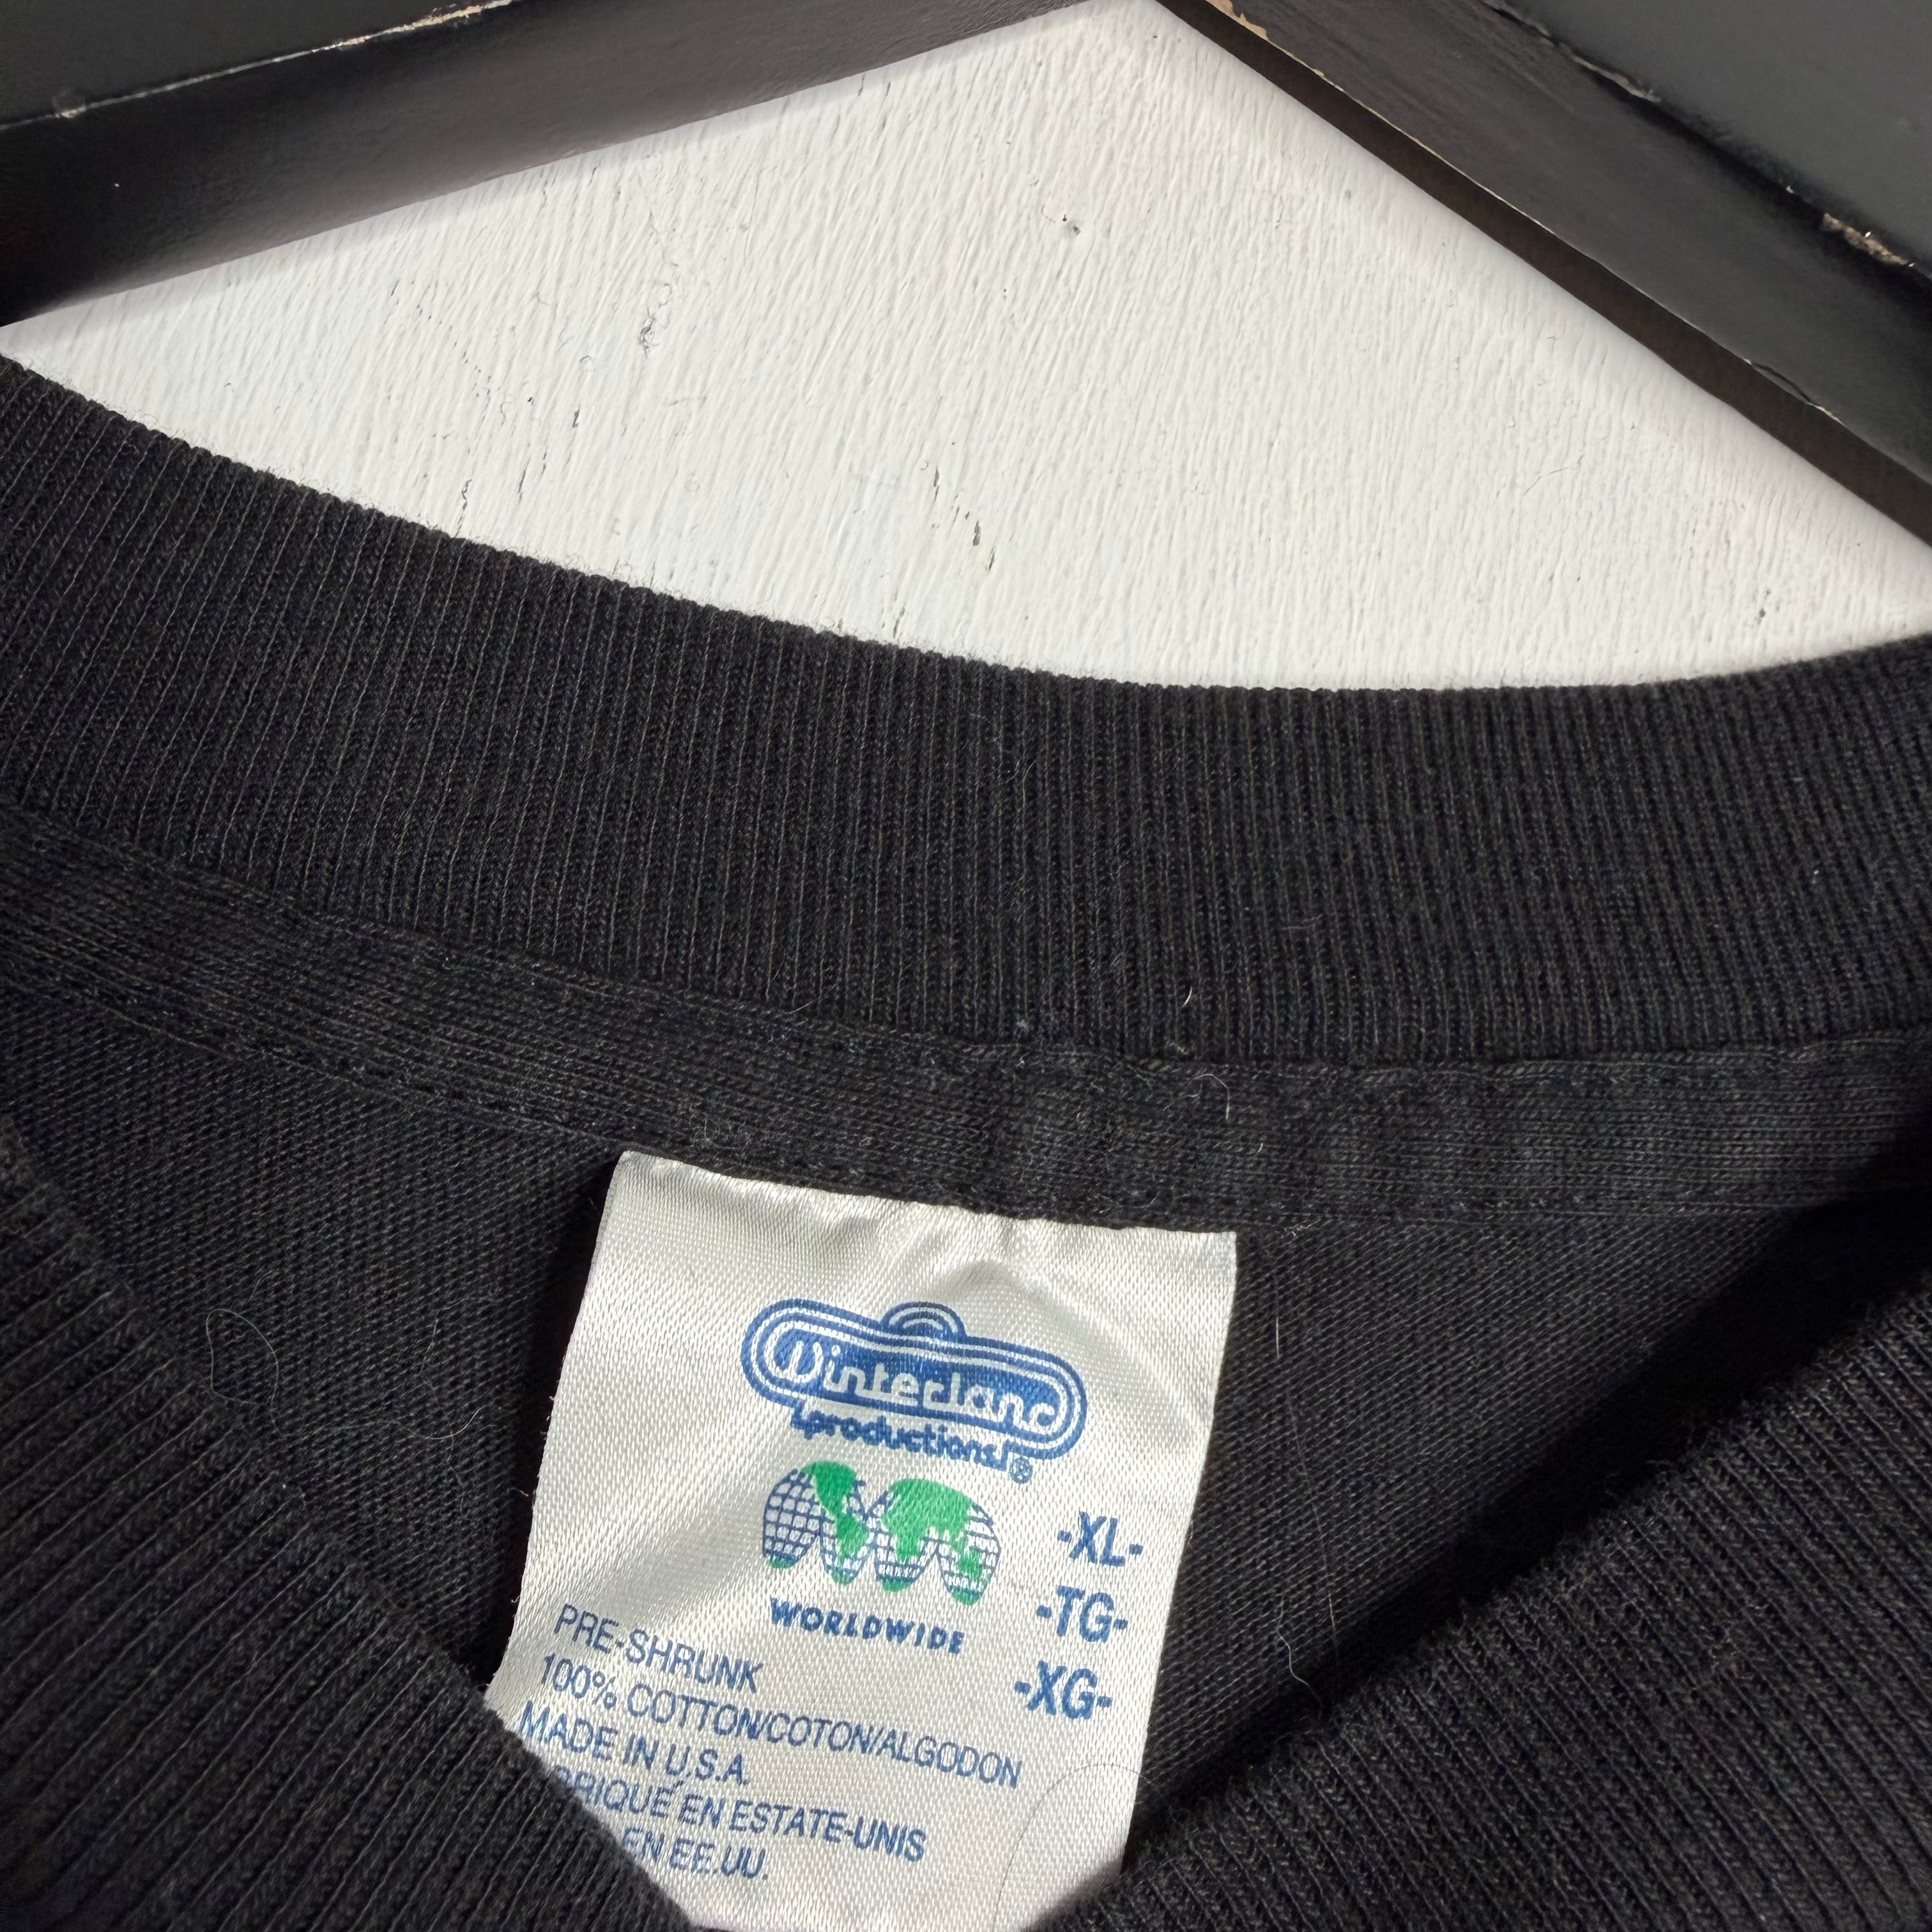 Winterland
productions®
WORLDWIDE
-XL-
-TG-
-XG-
PRE-SHRUNK
100% COTTON/COTON/ALGODON
MADE IN U.S.A.
EN ESTATE-UNIS
EN EE.UU.